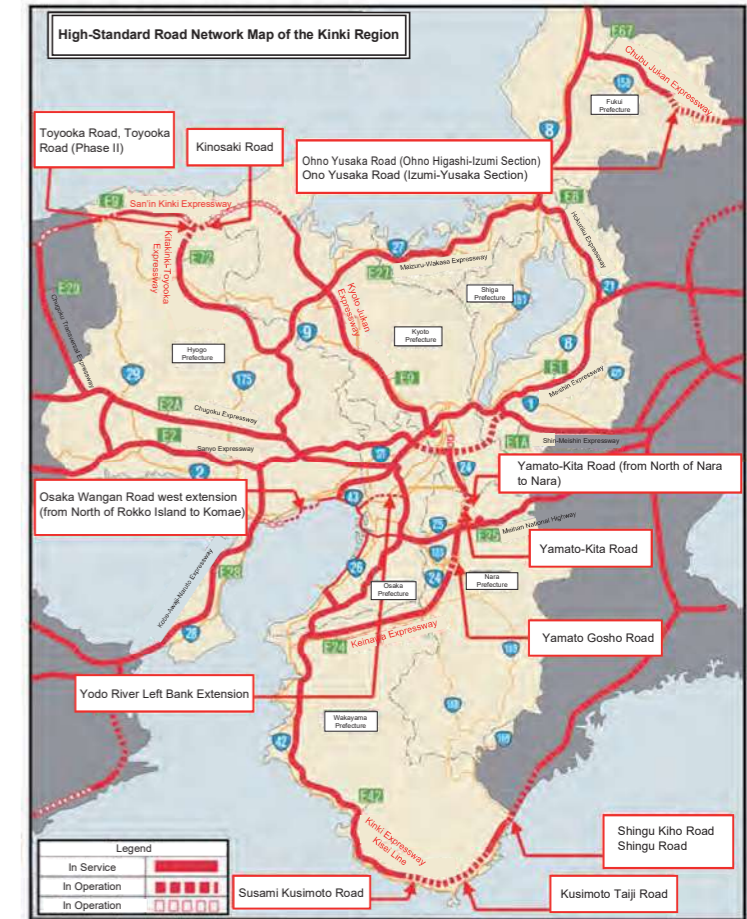 High-Standard Road Network Map of the Kinki Region
E67
Chubu Jukan Expressway
158
Fukui
Prefecture
8
Toyooka Road, Toyooka
Road (Phase II)
Kinosaki Road
Ohno Yusaka Road (Ohno Higashi-Izumi Section)
Ono Yusaka Road (Izumi-Yusaka Section)
E9
San'in Kinki Expressway
E8
Hokuriku Expressway
Kitakinki-Toyooka
Expressway
E72
27
E27
Maizuru-Wakasa Expressway
E29
Chugoku Transversal Expressway
Kyoto Jukan
Expressway
Shiga
Prefecture
161
21
9
Kyoto
Prefecture
8
Hyogo
Prefecture
29
175
E9
E1
Meishin Expressway
421
E2A
Chugoku Expressway
1
E2
Sanyo Expressway
E1A
Shin-Meishin Expressway
2
171
24
Osaka Wangan Road west extension
(from North of Rokko Island to Komae)
43
Yamato-Kita Road (from North of Nara
to Nara)
25
Meihan National Highway
E25
Yamato-Kita Road
Kobe-Awaji-Naruto Expressway
E28
26
Osaka
Prefecture
24
Nara
Prefecture
28
E24
Keinawa Expressway
Yamato Gosho Road
Yodo River Left Bank Extension
Wakayama
Prefecture
42
E42
Kinki Expressway
Kisei Line
Shingu Kiho Road
Shingu Road
Legend
In Service
In Operation
In Operation
Susami Kusimoto Road
Kusimoto Taiji Road